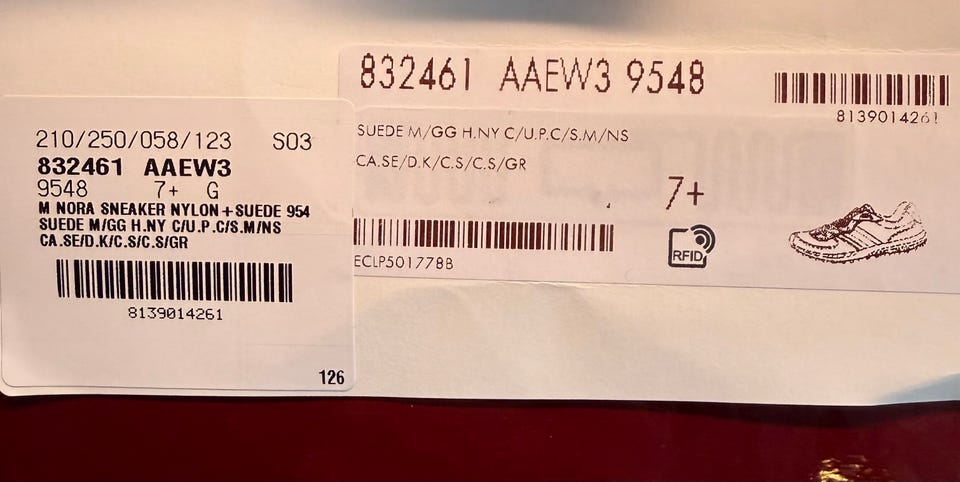 210/250/058/123 S03
832461 AAEW3
9548 7+ G
M NORA SNEAKER NYLON+SUEDE 954
SUEDE M/GG H.NY C/U.P.C/S.M/NS
CA.SE/D.K/C.S/C.S/GR
8139014261
126
832461 AAEW3 9548
8139014261
SUEDE M/GG H.NY C/U.P.C/S.M/NS
CA.SE/D.K/C.S/C.S/GR
7+
ECLP501778B
RFID